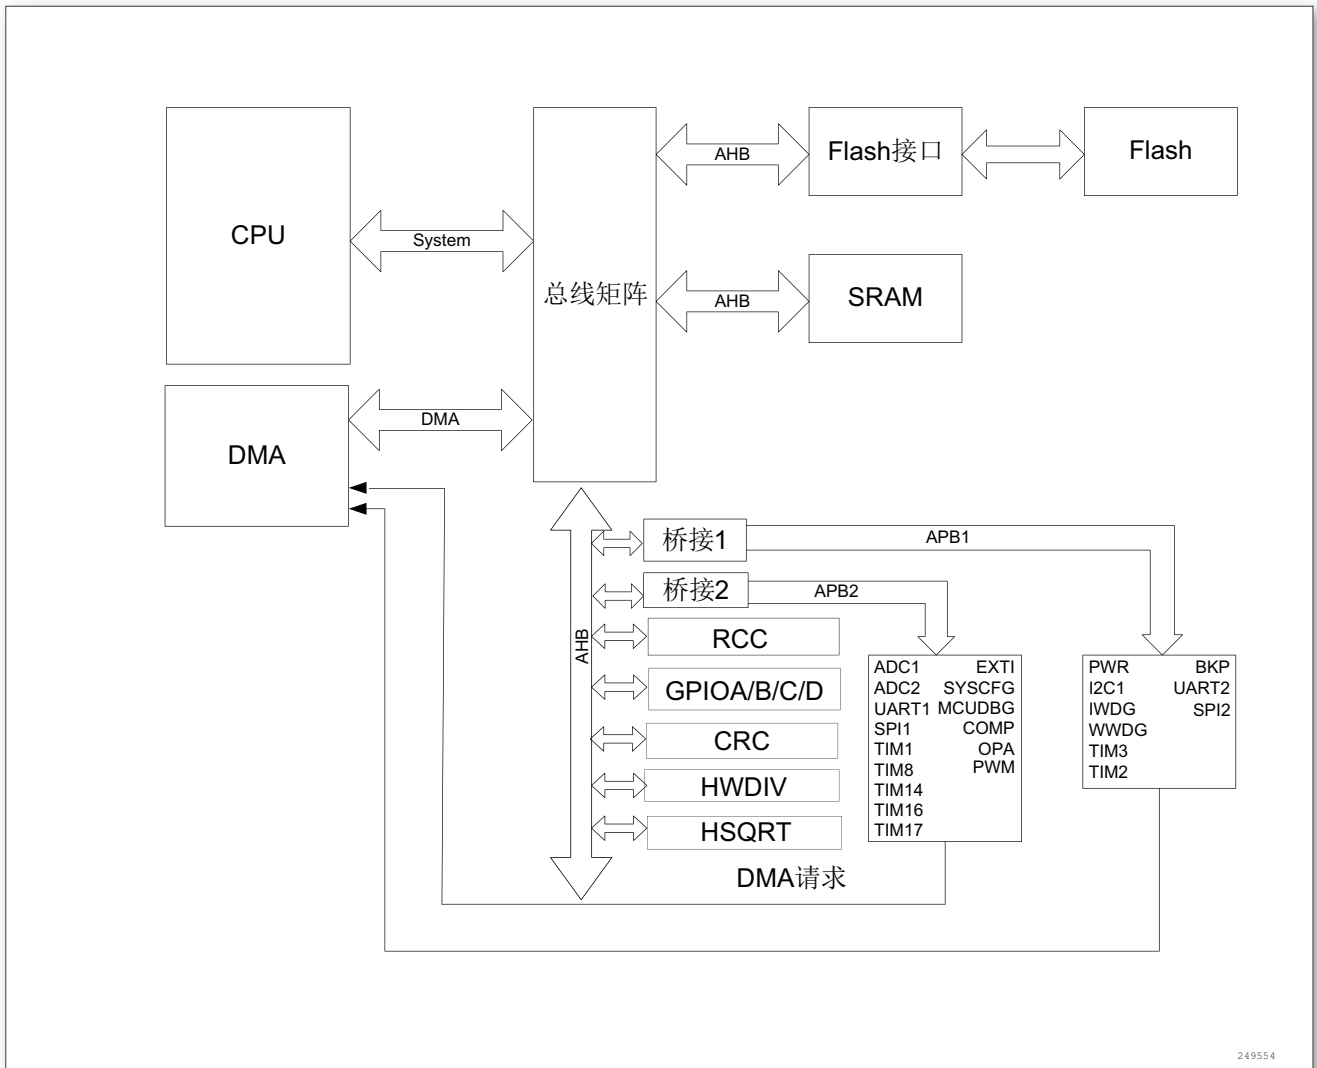 CPU
System
总线矩阵
AHB
Flash接口
Flash
AHB
SRAM
DMA
DMA
AHB
桥接1
APB1
桥接2
APB2
RCC
GPIOA/B/C/D
CRC
HWDIV
HSQRT
ADC1 EXTI
ADC2 SYSCFG
UART1 MCUDBG
SPI1 COMP
TIM1 OPA
TIM8 PWM
TIM14
TIM16
TIM17
PWR BKP
I2C1 UART2
IWDG SPI2
WWDG
TIM3
TIM2
DMA请求
249554